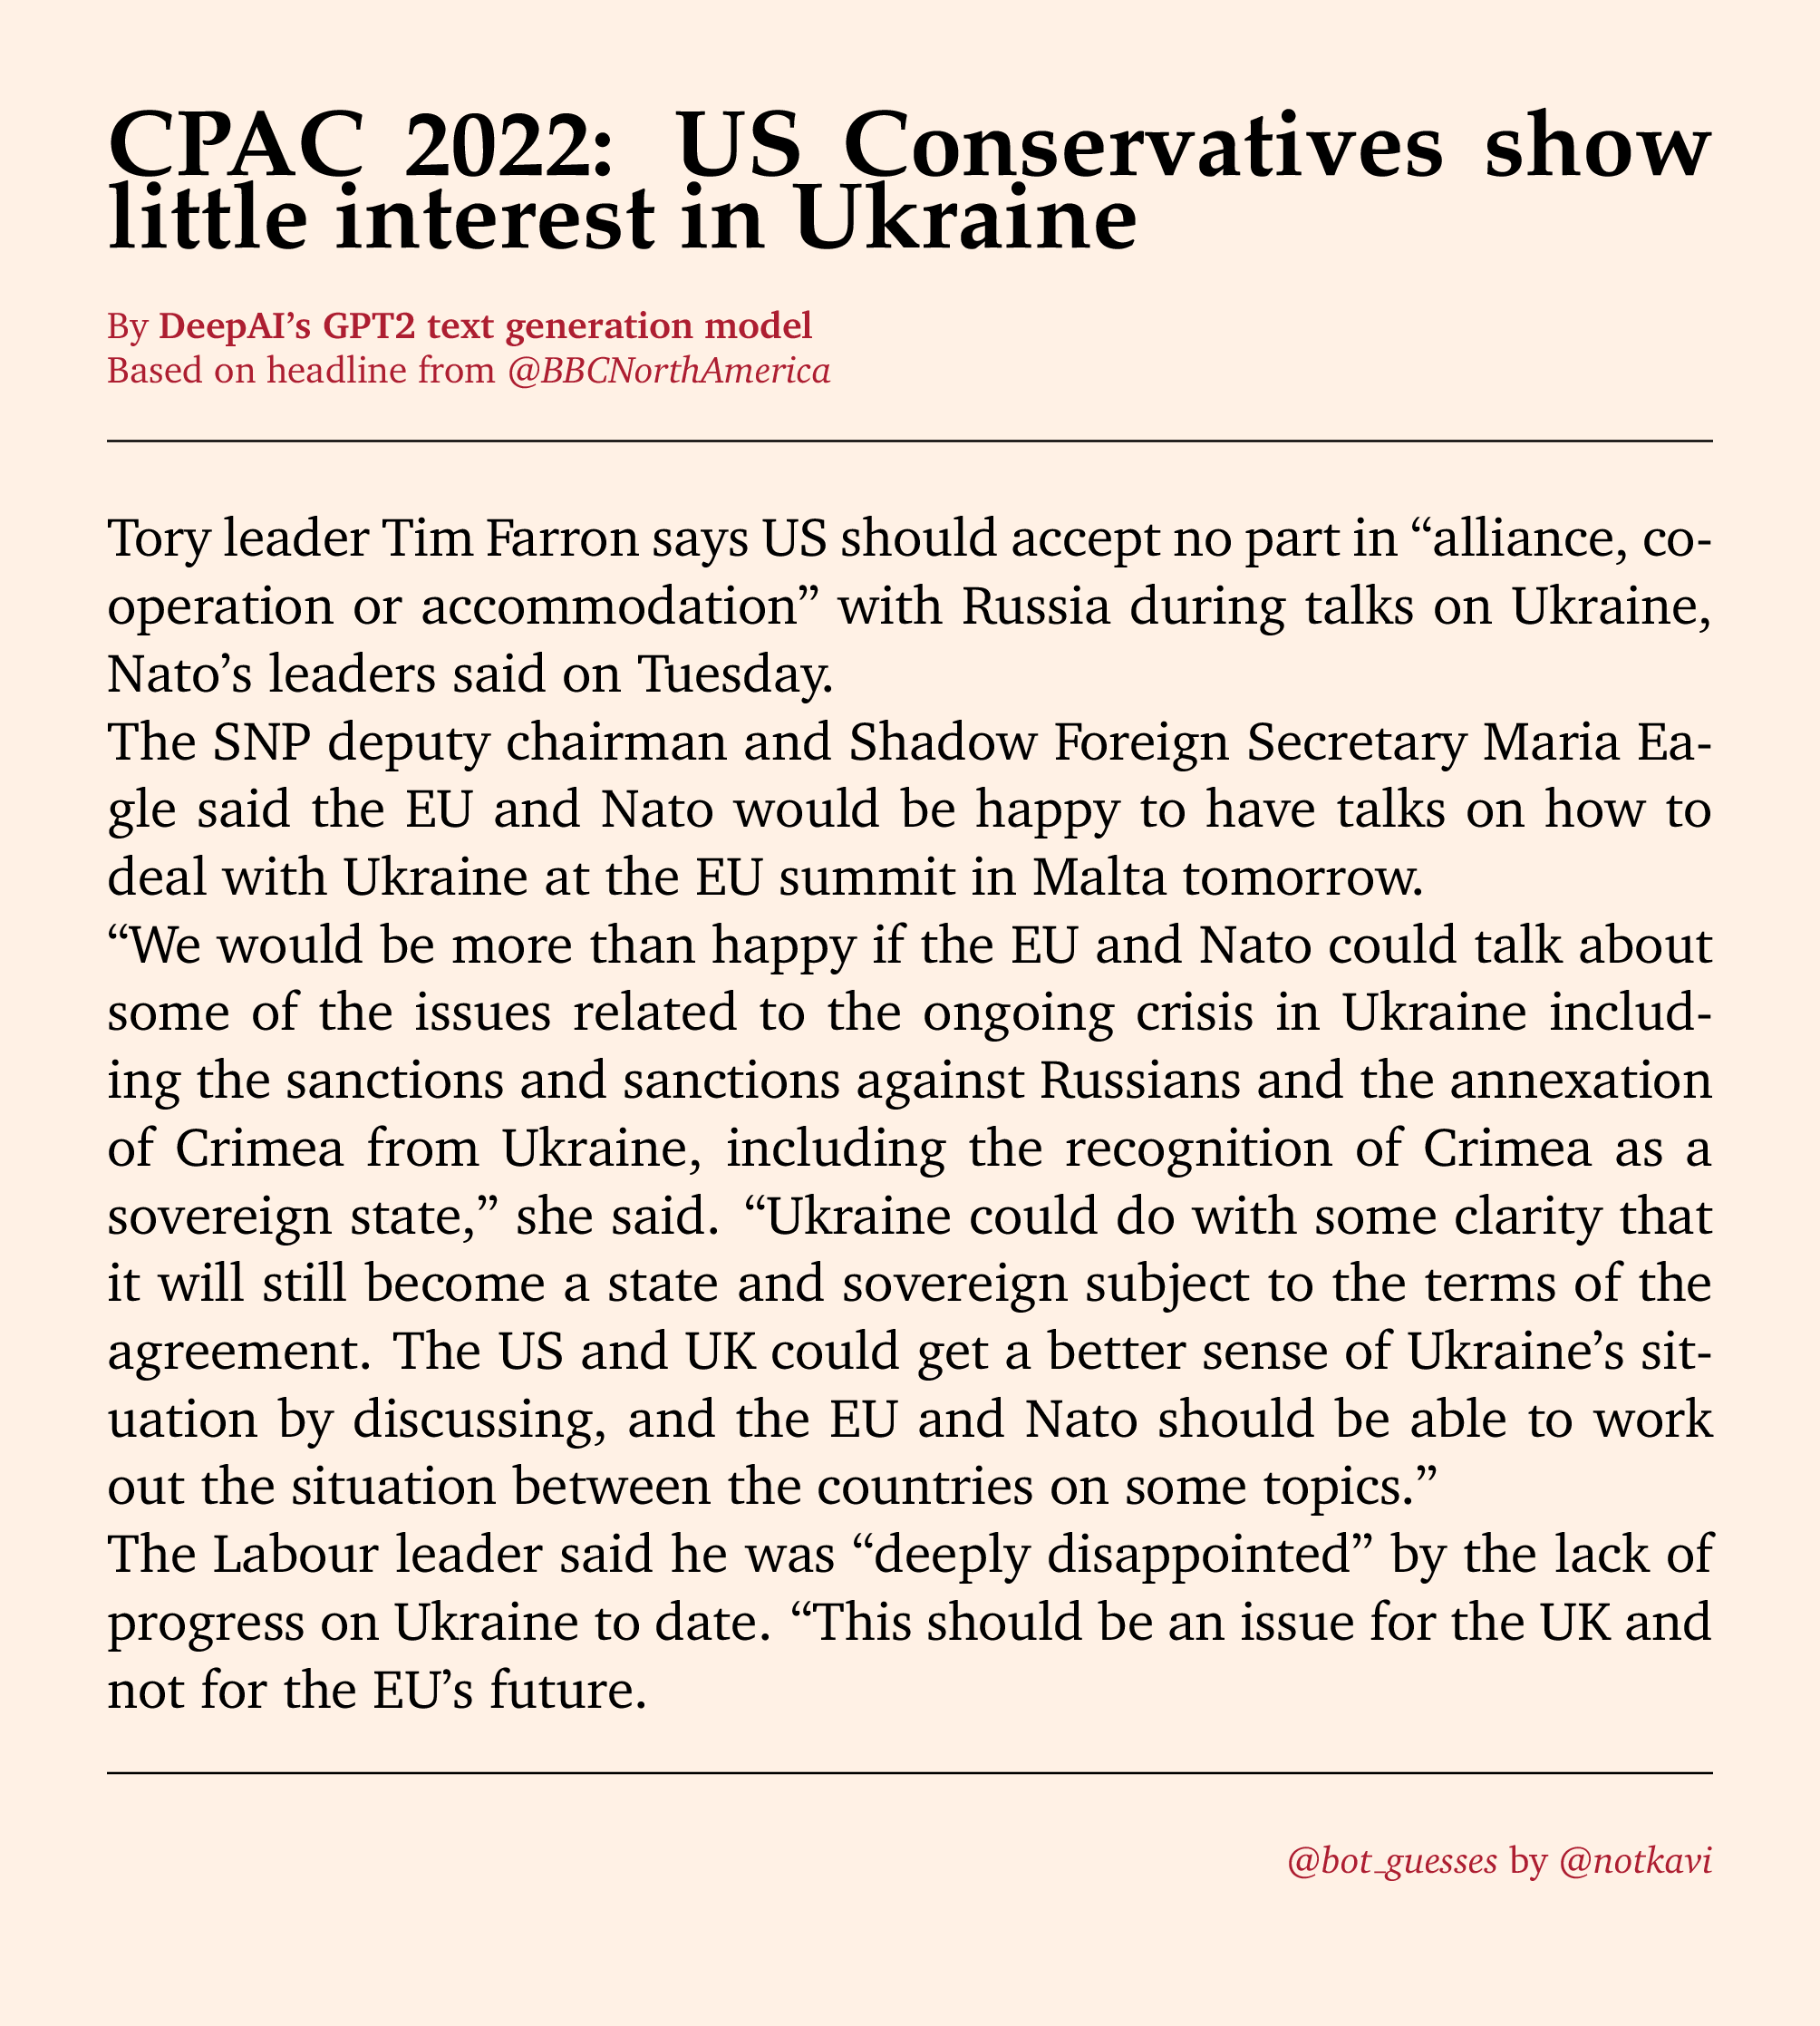 CPAC 2022: US Conservatives show
little interest in Ukraine
By DeepAI’s GPT2 text generation model
Based on headline from @BBCNorthAmerica
Tory leader Tim Farron says US should accept no part in “alliance, co-
operation or accommodation” with Russia during talks on Ukraine,
Nato’s leaders said on Tuesday.
The SNP deputy chairman and Shadow Foreign Secretary Maria Ea-
gle said the EU and Nato would be happy to have talks on how to
deal with Ukraine at the EU summit in Malta tomorrow.
“We would be more than happy if the EU and Nato could talk about
some of the issues related to the ongoing crisis in Ukraine includ-
ing the sanctions and sanctions against Russians and the annexation
of Crimea from Ukraine, including the recognition of Crimea as a
sovereign state,” she said. “Ukraine could do with some clarity that
it will still become a state and sovereign subject to the terms of the
agreement. The US and UK could get a better sense of Ukraine’s sit-
uation by discussing, and the EU and Nato should be able to work
out the situation between the countries on some topics.”
The Labour leader said he was “deeply disappointed” by the lack of
progress on Ukraine to date. “This should be an issue for the UK and
not for the EU’s future.
@bot_guesses by @notkavi